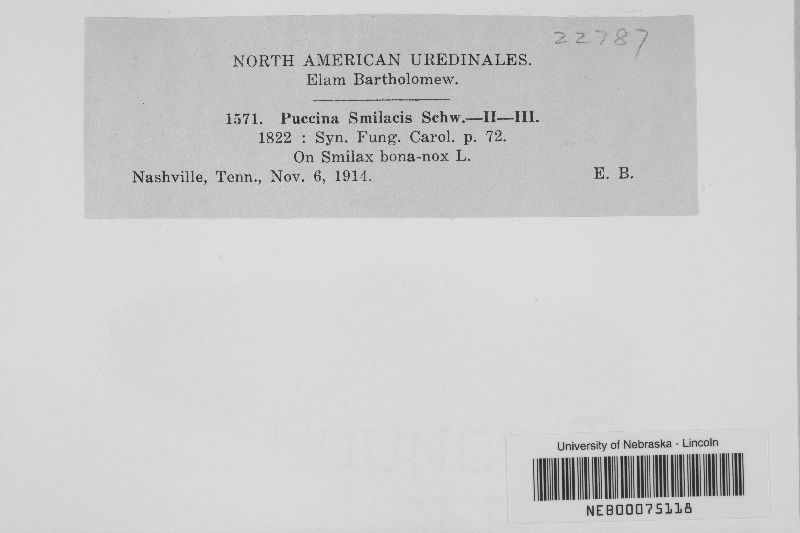 22787
NORTH AMERICAN UREDINALES.
Elam Bartholomew.
1571. Puccina Smilacis Schw.—II—III.
1822 : Syn. Fung. Carol. p. 72.
On Smilax bona-nox L.
Nashville, Tenn., Nov. 6, 1914. E. B.
University of Nebraska - Lincoln
NEB00075118